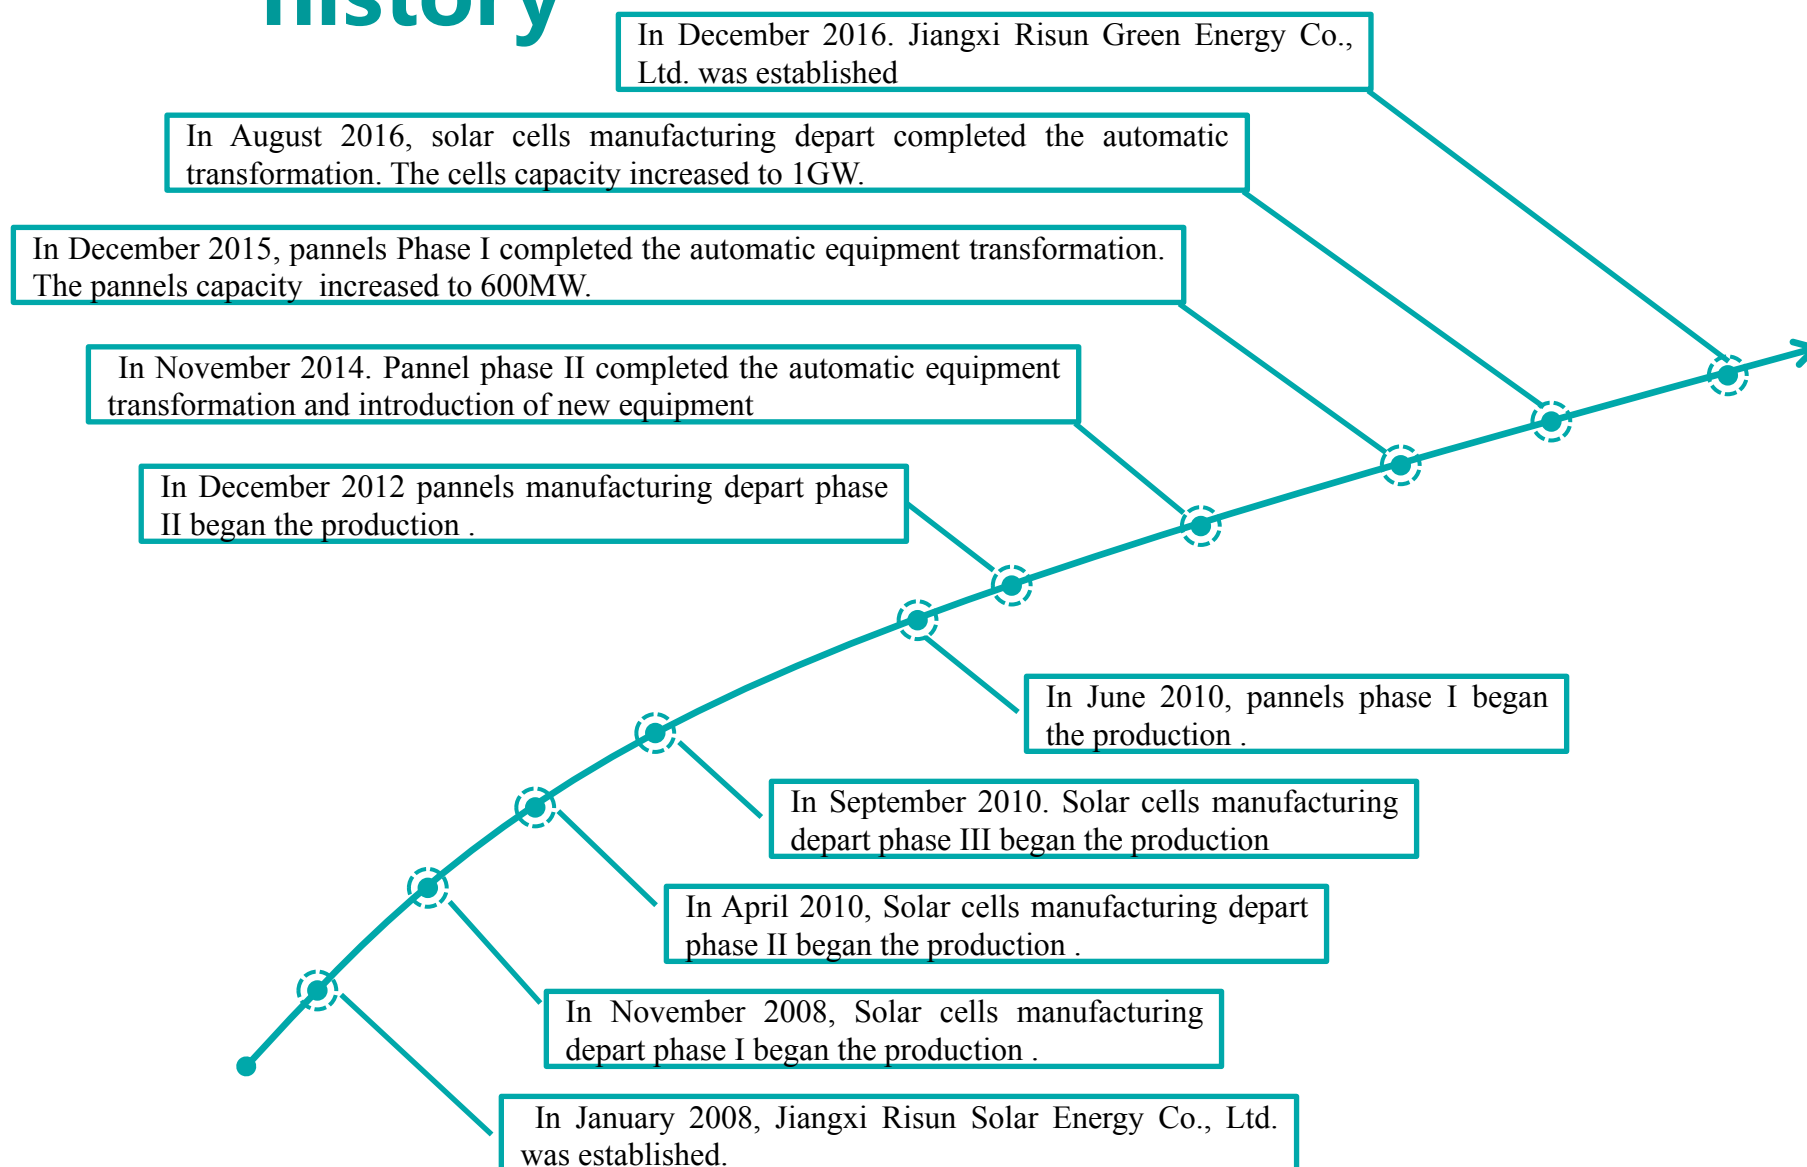 history
In December 2016. Jiangxi Risun Green Energy Co.,
Ltd. was established
In August 2016, solar cells manufacturing depart completed the automatic
transformation. The cells capacity increased to 1GW.
In December 2015, pannels Phase I completed the automatic equipment transformation.
The pannels capacity increased to 600MW.
In November 2014. Pannel phase II completed the automatic equipment
transformation and introduction of new equipment
In December 2012 pannels manufacturing depart phase
II began the production .
In June 2010, pannels phase I began
the production .
In September 2010. Solar cells manufacturing
depart phase III began the production
In April 2010, Solar cells manufacturing depart
phase II began the production .
In November 2008, Solar cells manufacturing
depart phase I began the production .
In January 2008, Jiangxi Risun Solar Energy Co., Ltd.
was established.